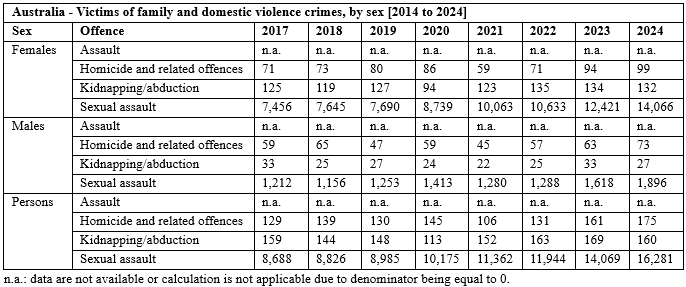 Australia - Victims of family and domestic violence crimes, by sex [2014 to 2024]
Sex Offence 2017 2018 2019 2020 2021 2022 2023 2024
Females Assault n.a. n.a. n.a. n.a. n.a. n.a. n.a. n.a.
Homicide and related offences 71 73 80 86 59 71 94 99
Kidnapping/abduction 125 119 127 94 123 135 134 132
Sexual assault 7,456 7,645 7,690 8,739 10,063 10,633 12,421 14,066
Males Assault n.a. n.a. n.a. n.a. n.a. n.a. n.a. n.a.
Homicide and related offences 59 65 47 59 45 57 63 73
Kidnapping/abduction 33 25 27 24 22 25 33 27
Sexual assault 1,212 1,156 1,253 1,413 1,280 1,288 1,618 1,896
Persons Assault n.a. n.a. n.a. n.a. n.a. n.a. n.a. n.a.
Homicide and related offences 129 139 130 145 106 131 161 175
Kidnapping/abduction 159 144 148 113 152 163 169 160
Sexual assault 8,688 8,826 8,985 10,175 11,362 11,944 14,069 16,281
n.a.: data are not available or calculation is not applicable due to denominator being equal to 0.